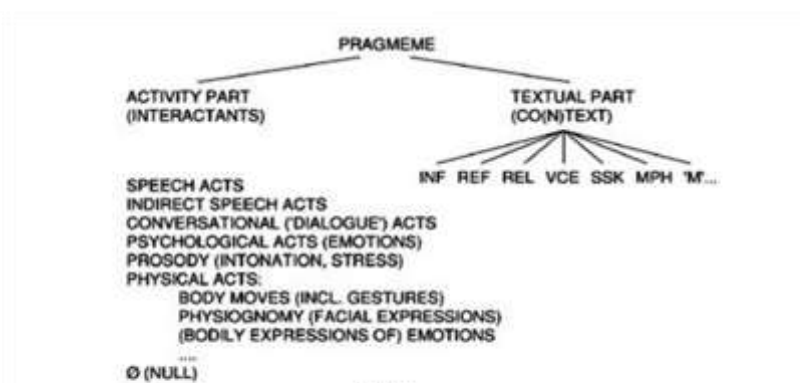 PRAGMEME
ACTIVITY PART
(INTERACTANTS)
TEXTUAL PART
(CO(N)TEXT)
INF REF REL VCE SSK MPH 'M'...
SPEECH ACTS
INDIRECT SPEECH ACTS
CONVERSATIONAL ('DIALOGUE') ACTS
PSYCHOLOGICAL ACTS (EMOTIONS)
PROSODY (INTONATION, STRESS)
PHYSICAL ACTS:
BODY MOVES (INCL. GESTURES)
PHYSIOGNOMY (FACIAL EXPRESSIONS)
(BODILY EXPRESSIONS OF) EMOTIONS
....
Ø (NULL)